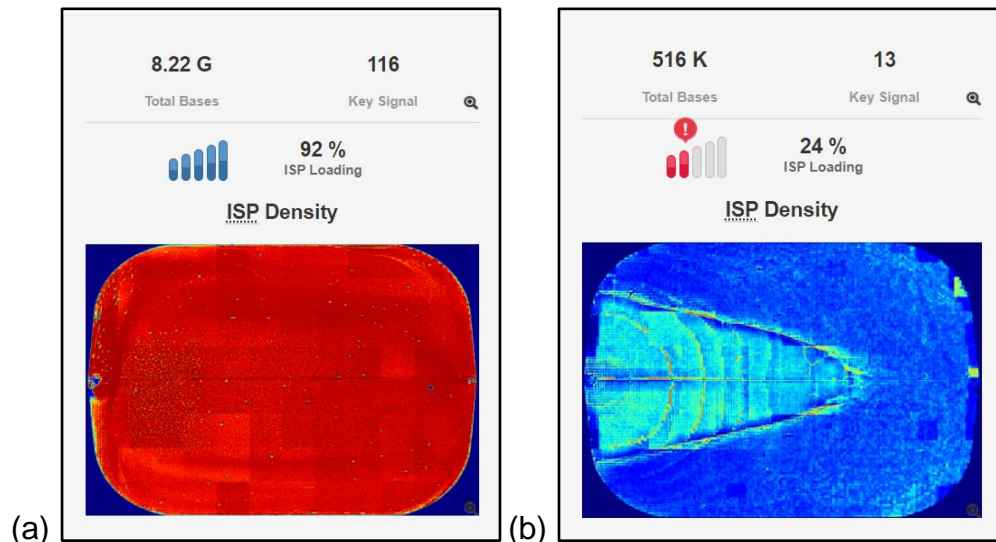 8.22 G 116
Total Bases Key Signal
92 %
ISP Loading
ISP Density
(a)
516 K 13
Total Bases Key Signal
!
24 %
ISP Loading
ISP Density
(b)